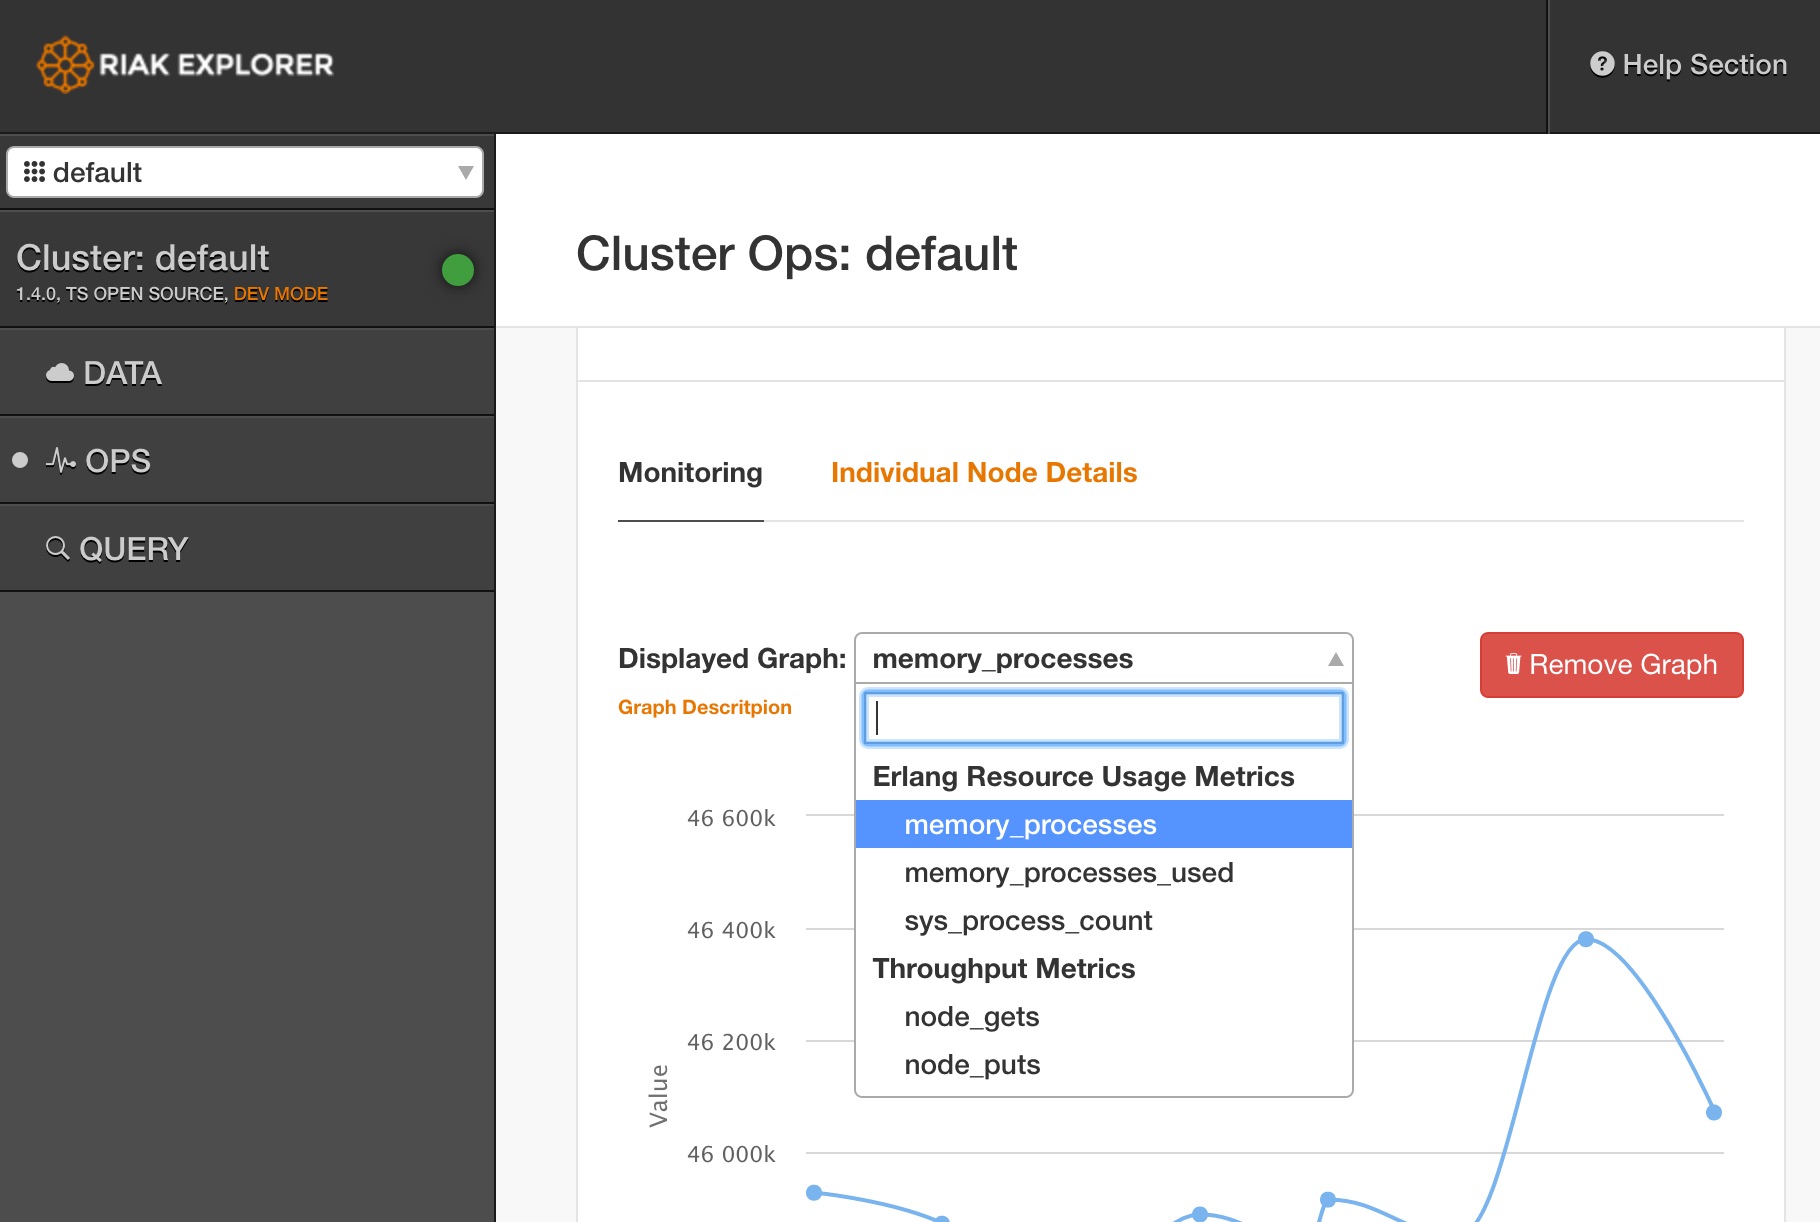 RIAK EXPLORER
Help Section
default
Cluster: default
1.4.0, TS OPEN SOURCE, DEV MODE
DATA
OPS
QUERY
Cluster Ops: default
Monitoring
Individual Node Details
Displayed Graph:
memory_processes
Remove Graph
Graph Descritpion
Erlang Resource Usage Metrics
memory_processes
memory_processes_used
sys_process_count
Throughput Metrics
node_gets
node_puts
46 600k
46 400k
46 200k
46 000k
Value